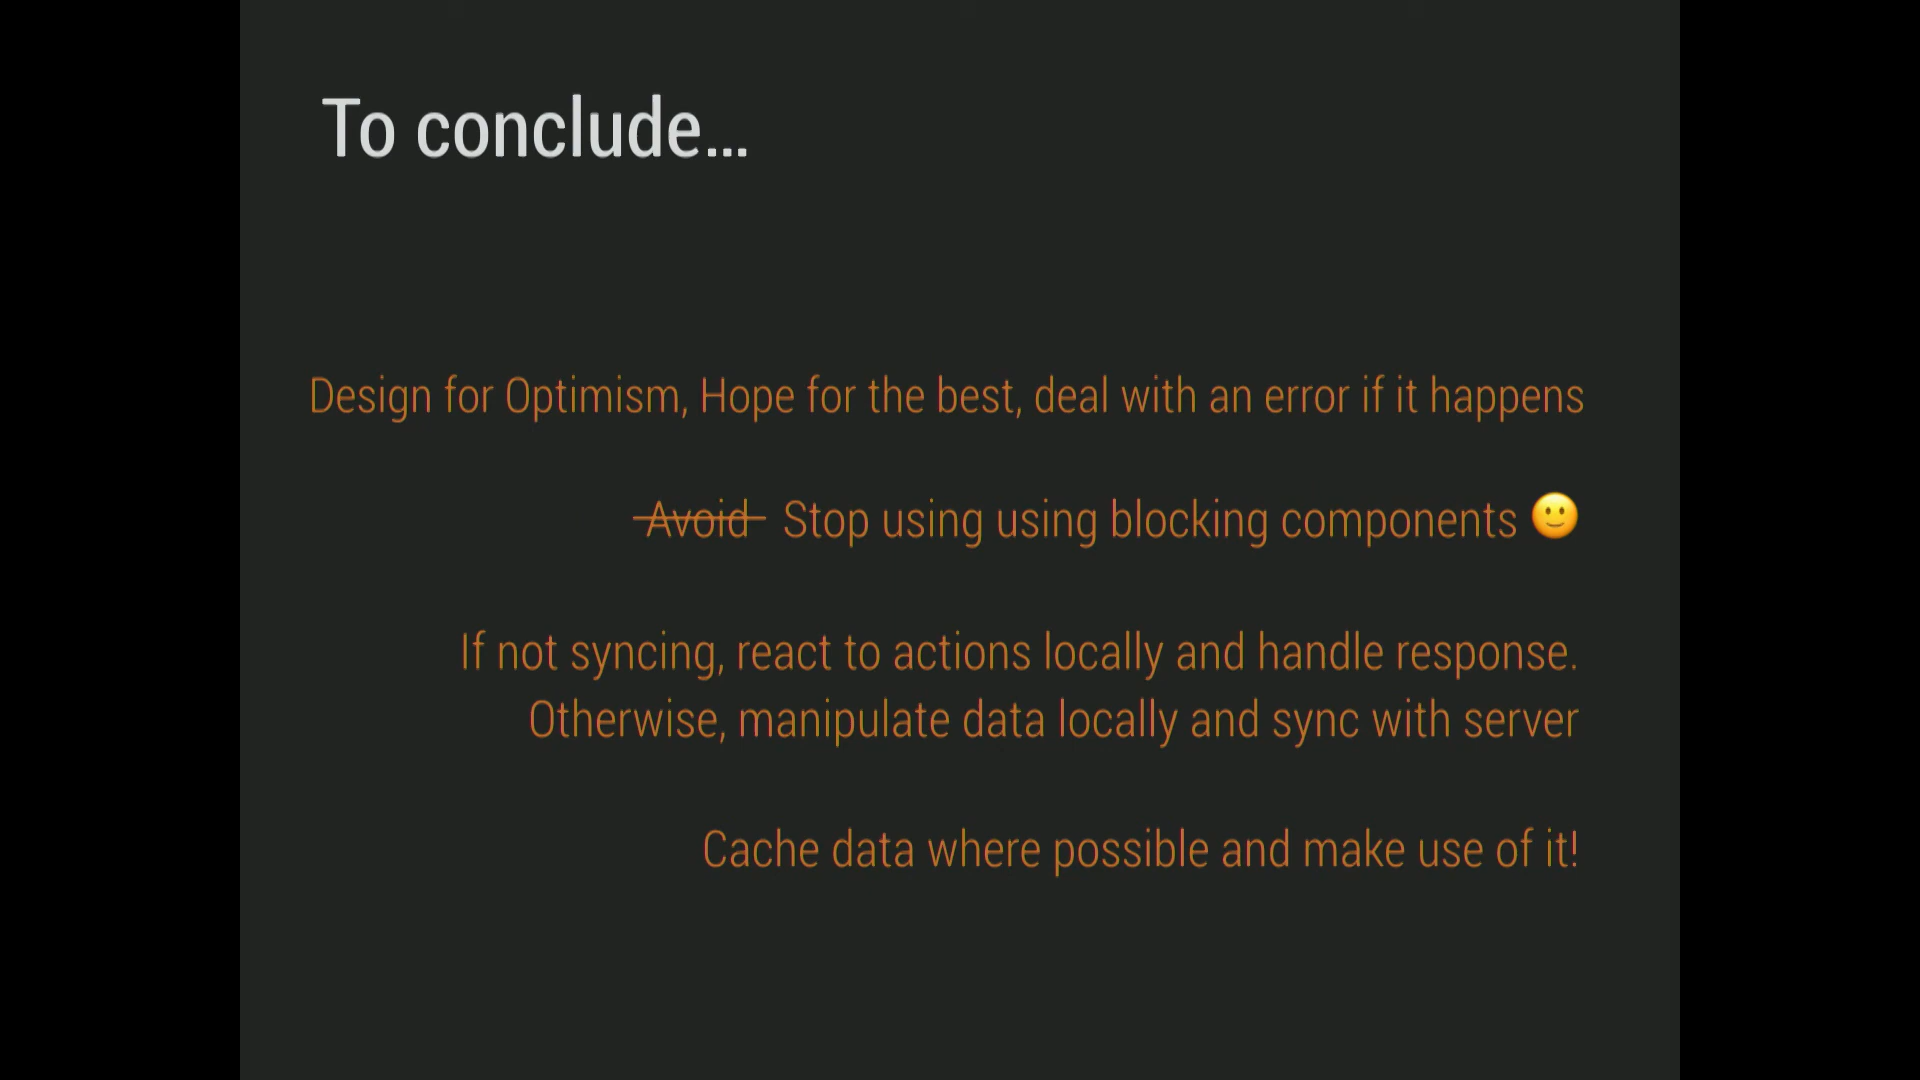 To conclude...
Design for Optimism, Hope for the best, deal with an error if it happens
Avoid Stop using using blocking components 🙂
If not syncing, react to actions locally and handle response.
Otherwise, manipulate data locally and sync with server
Cache data where possible and make use of it!